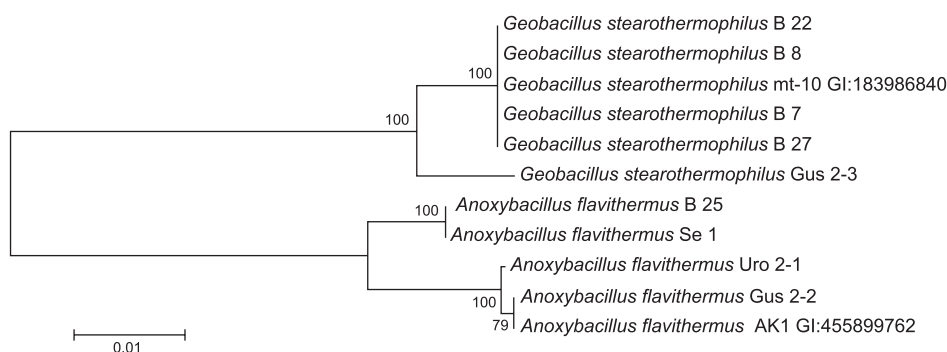 Geobacillus stearothermophilus B 22
Geobacillus stearothermophilus B 8
100
Geobacillus stearothermophilus mt-10 GI:183986840
Geobacillus stearothermophilus B 7
100
Geobacillus stearothermophilus B 27
Geobacillus stearothermophilus Gus 2-3
100
Anoxybacillus flavithermus B 25
Anoxybacillus flavithermus Se 1
Anoxybacillus flavithermus Uro 2-1
100
Anoxybacillus flavithermus Gus 2-2
79
Anoxybacillus flavithermus AK1 GI:455899762
0.01